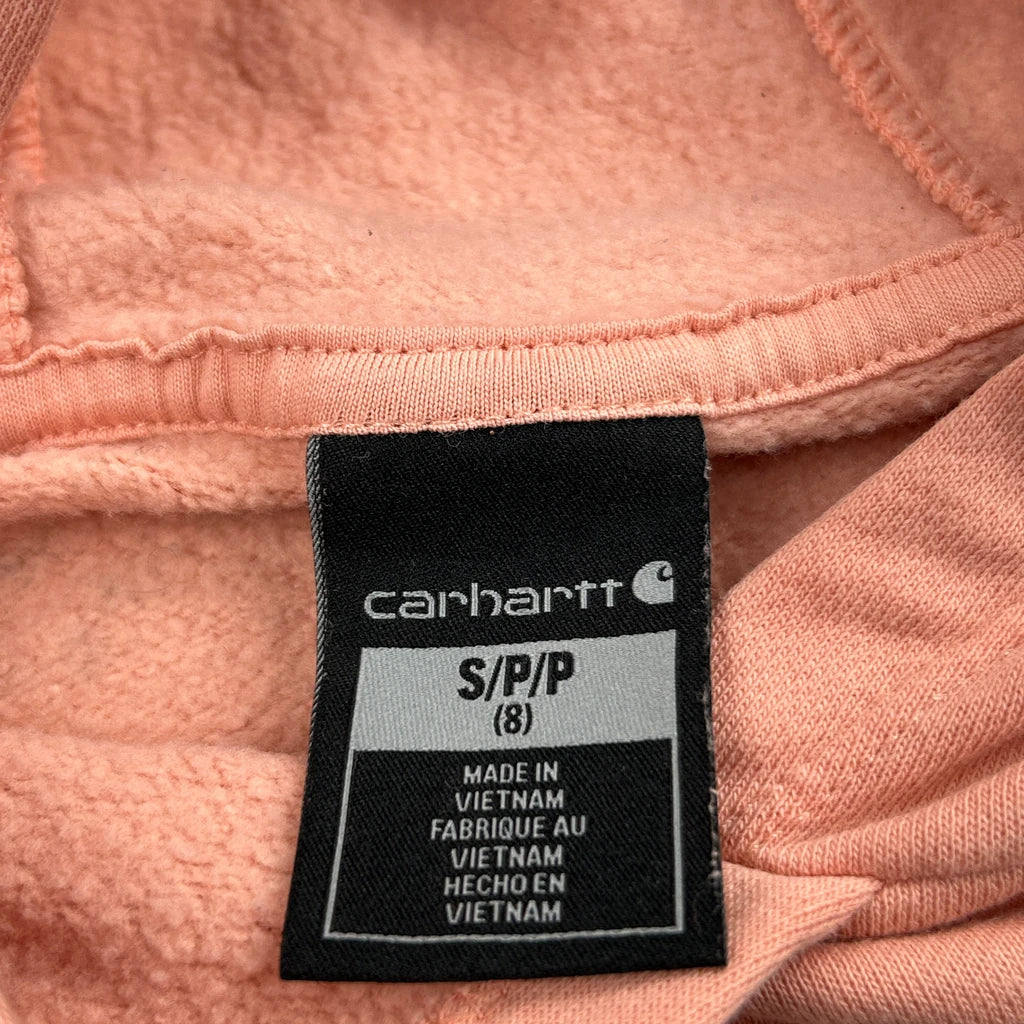 carhartt
S/P/P
(8)
MADE IN
VIETNAM
FABRIQUE AU
VIETNAM
HECHO EN
VIETNAM